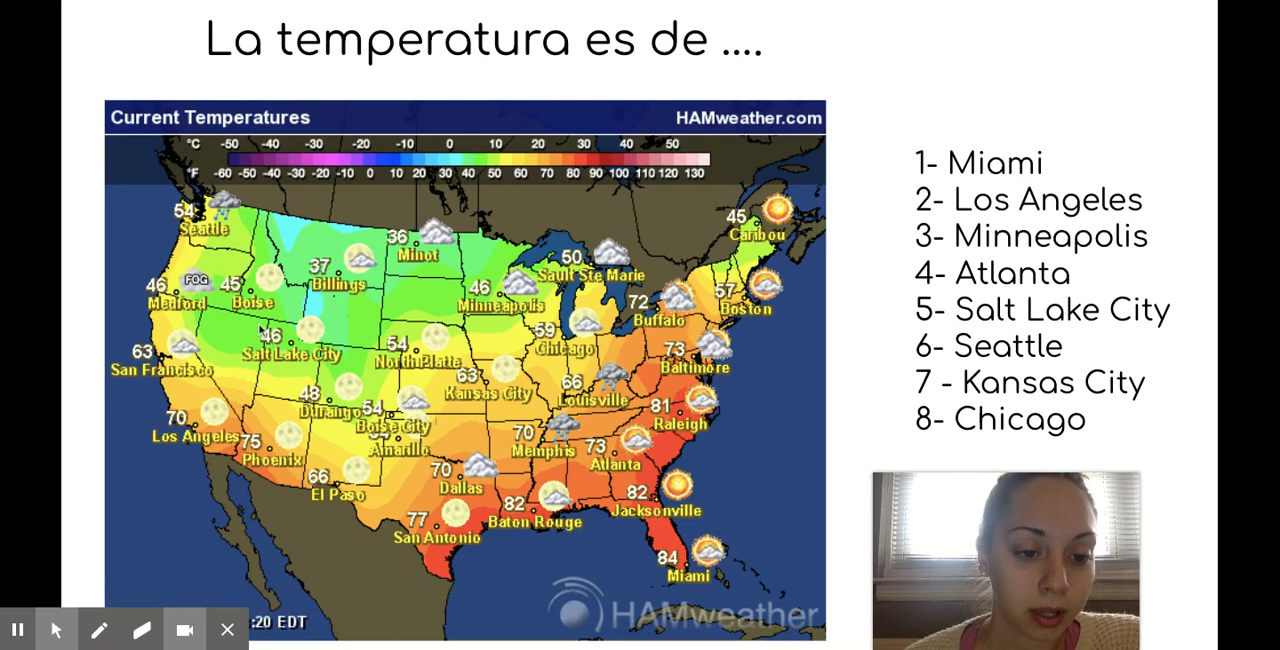 La temperatura es de ....
Current Temperatures HAMweather.com
°C -50 -40 -30 -20 -10 0 10 20 30 40 50
°F -60 -50 -40 -30 -20 -10 0 10 20 30 40 50 60 70 80 90 100 110 120 130
54
Seattle
45
Caribou
36
Minot
37
Billings
50
Sault Ste Marie
46
Medford
FOG
45
Boise
46
Minneapolis
72
Buffalo
57
Boston
46
Salt Lake City
63
San Francisco
54
North Platte
59
Chicago
73
Baltimore
48
Durango
54
Boise City
63
Kansas City
66
Louisville
81
Raleigh
70
Los Angeles
75
Phoenix
Amarillo
70
Memphis
73
Atlanta
66
El Paso
70
Dallas
82
Baton Rouge
82
Jacksonville
77
San Antonio
84
Miami
HAMweather
:20 EDT
1- Miami
2- Los Angeles
3- Minneapolis
4- Atlanta
5- Salt Lake City
6- Seattle
7 - Kansas City
8- Chicago